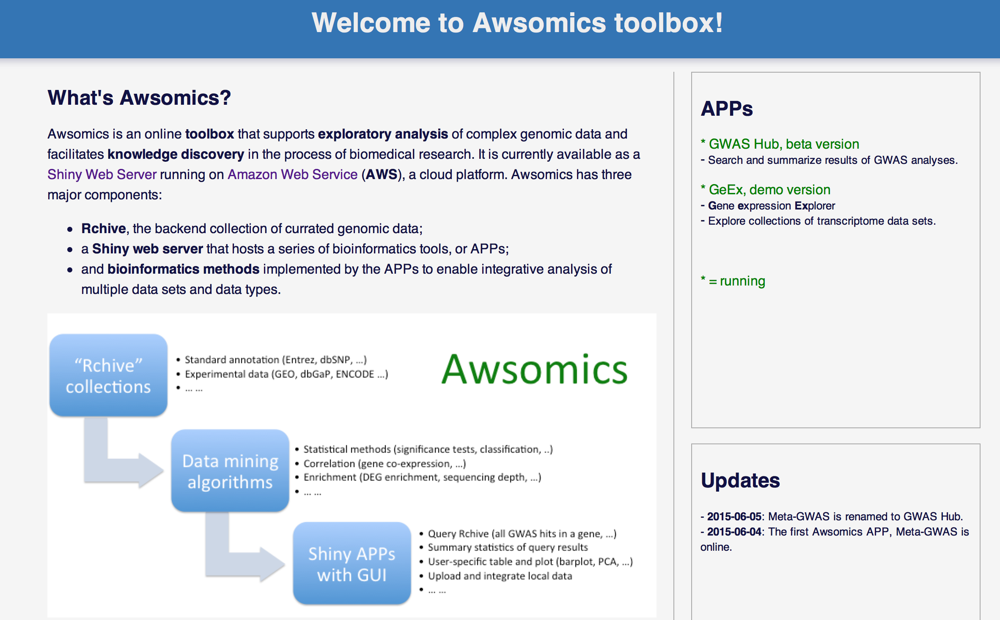 Welcome to Awsomics toolbox!
What's Awsomics?
Awsomics is an online toolbox that supports exploratory analysis of complex genomic data and
facilitates knowledge discovery in the process of biomedical research. It is currently available as a
Shiny Web Server running on Amazon Web Service (AWS), a cloud platform. Awsomics has three
major components:
• Rchive, the backend collection of currated genomic data;
• a Shiny web server that hosts a series of bioinformatics tools, or APPs;
• and bioinformatics methods implemented by the APPs to enable integrative analysis of
multiple data sets and data types.
“Rchive”
collections
• Standard annotation (Entrez, dbSNP, ...)
• Experimental data (GEO, dbGaP, ENCODE ...)
• ... ...
Awsomics
Data mining
algorithms
• Statistical methods (significance tests, classification, ..)
• Correlation (gene co-expression, ...)
• Enrichment (DEG enrichment, sequencing depth, ...)
• ... ...
Shiny APPs
with GUI
• Query Rchive (all GWAS hits in a gene, ...)
• Summary statistics of query results
• User-specific table and plot (barplot, PCA, ...)
• Upload and integrate local data
• ... ...
APPs
* GWAS Hub, beta version
- Search and summarize results of GWAS analyses.
* GeEx, demo version
- Gene expression Explorer
- Explore collections of transcriptome data sets.
* = running
Updates
- 2015-06-05: Meta-GWAS is renamed to GWAS Hub.
- 2015-06-04: The first Awsomics APP, Meta-GWAS is
online.